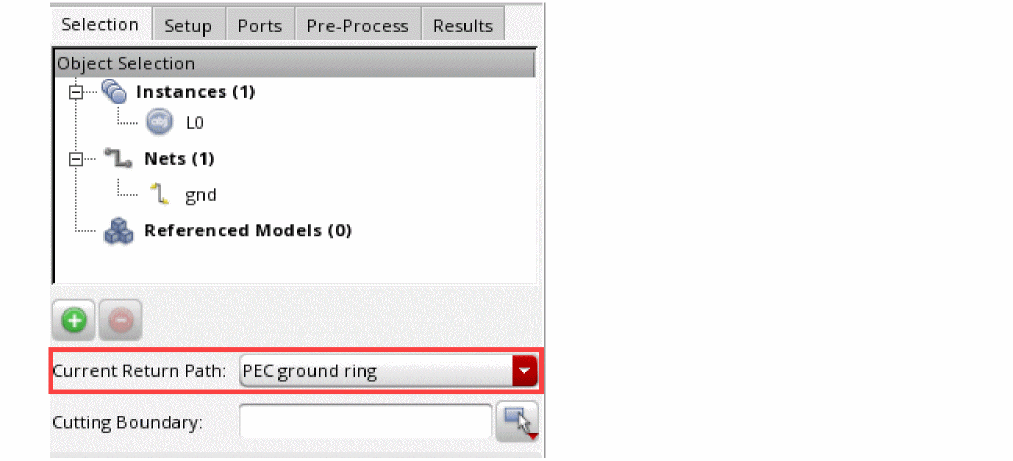 Selection Setup Ports Pre-Process Results
Object Selection
Instances (1)
obj L0
Nets (1)
gnd
Referenced Models (0)
Current Return Path: PEC ground ring
Cutting Boundary: